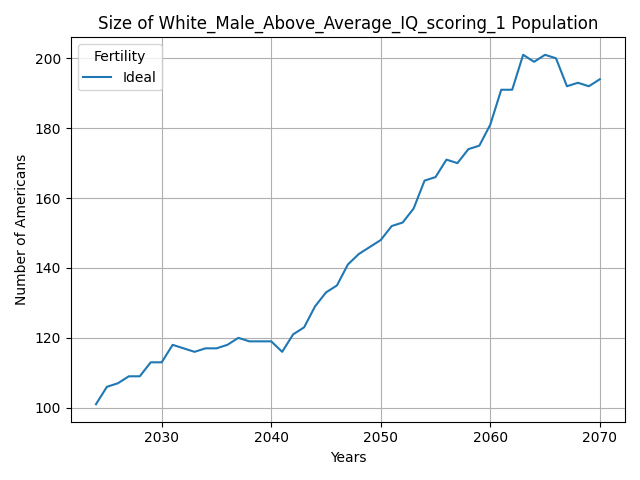 Size of White_Male_Above_Average_IQ_scoring_1 Population
Fertility
Ideal
Number of Americans
200
180
160
140
120
100
2030 2040 2050 2060 2070
Years